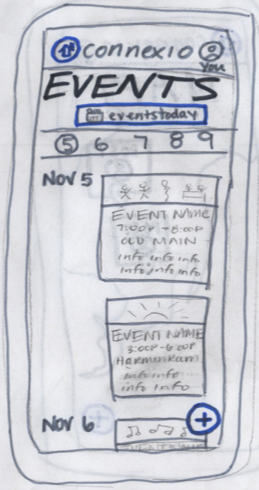 connexio
You
EVENTS
eventstoday
5 6 7 8 9
Nov 5
EVENT NAME
7:00P - 8:00P
OLD MAIN
info info info
info info info
EVENT NAME
3:00P - 6:00P
info info
info info
Nov 6
+